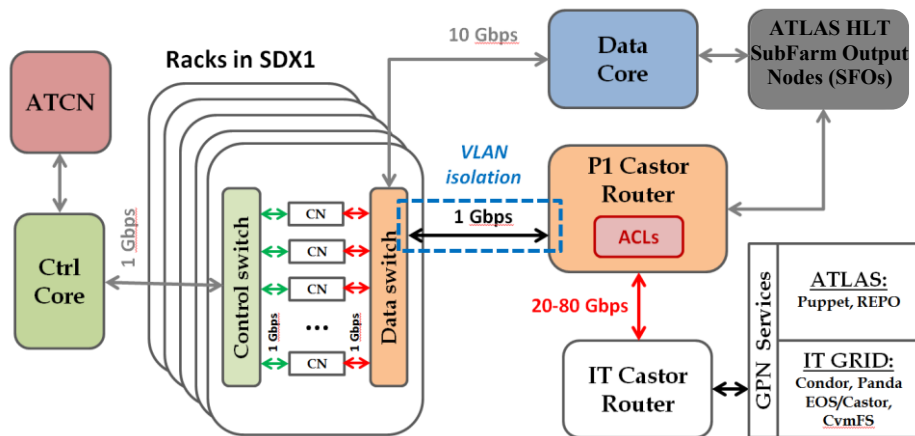 Racks in SDX1
ATCN
Ctrl
Core
1 Gbps
Control switch
CN
CN
CN
...
CN
1 Gbps
1 Gbps
Data switch
10 Gbps
Data
Core
ATLAS HLT
SubFarm Output
Nodes (SFOs)
VLAN
isolation
1 Gbps
P1 Castor
Router
ACLs
20-80 Gbps
IT Castor
Router
GPN Services
ATLAS:
Puppet, REPO
IT GRID:
Condor, Panda
EOS/Castor,
CvmFS